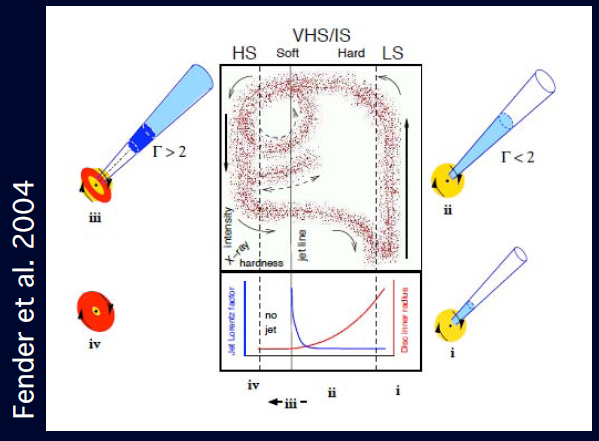 Fender et al. 2004
VHS/IS
HS Soft Hard LS
Γ > 2
iii
Γ < 2
ii
intensity
X-ray
hardness
jet line
iv
i
Jet Lorentz factor
no
jet
Disc inner radius
iv
iii
ii
i